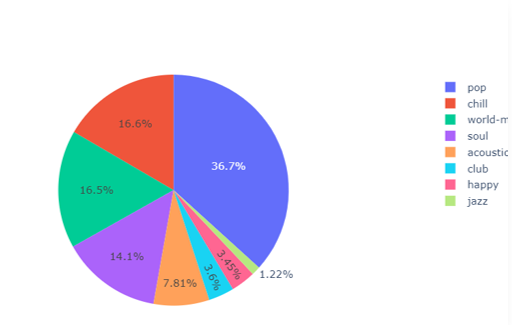 pop
chill
world-m
soul
acoustic
club
happy
jazz
36.7%
16.6%
16.5%
14.1%
7.81%
3.6%
3.45%
1.22%